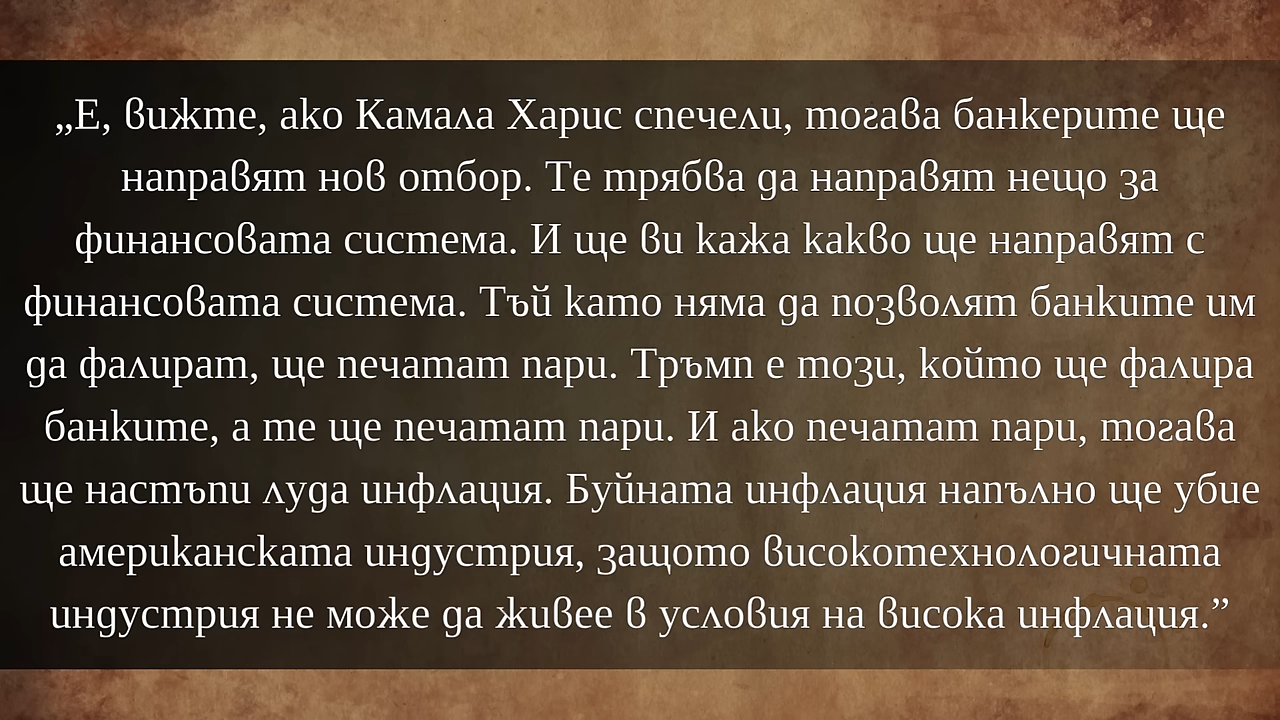 „Е, вижте, ако Камала Харис спечели, тогава банкерите ще
направят нов отбор. Те трябва да направят нещо за
финансовата система. И ще ви кажа какво ще направят с
финансовата система. Тъй като няма да позволят банките им
да фалират, ще печатат пари. Тръмп е този, който ще фалира
банките, а те ще печатат пари. И ако печатат пари, тогава
ще настъпи луда инфлация. Буйната инфлация напълно ще убие
американската индустрия, защото високотехнологичната
индустрия не може да живее в условия на висока инфлация.”